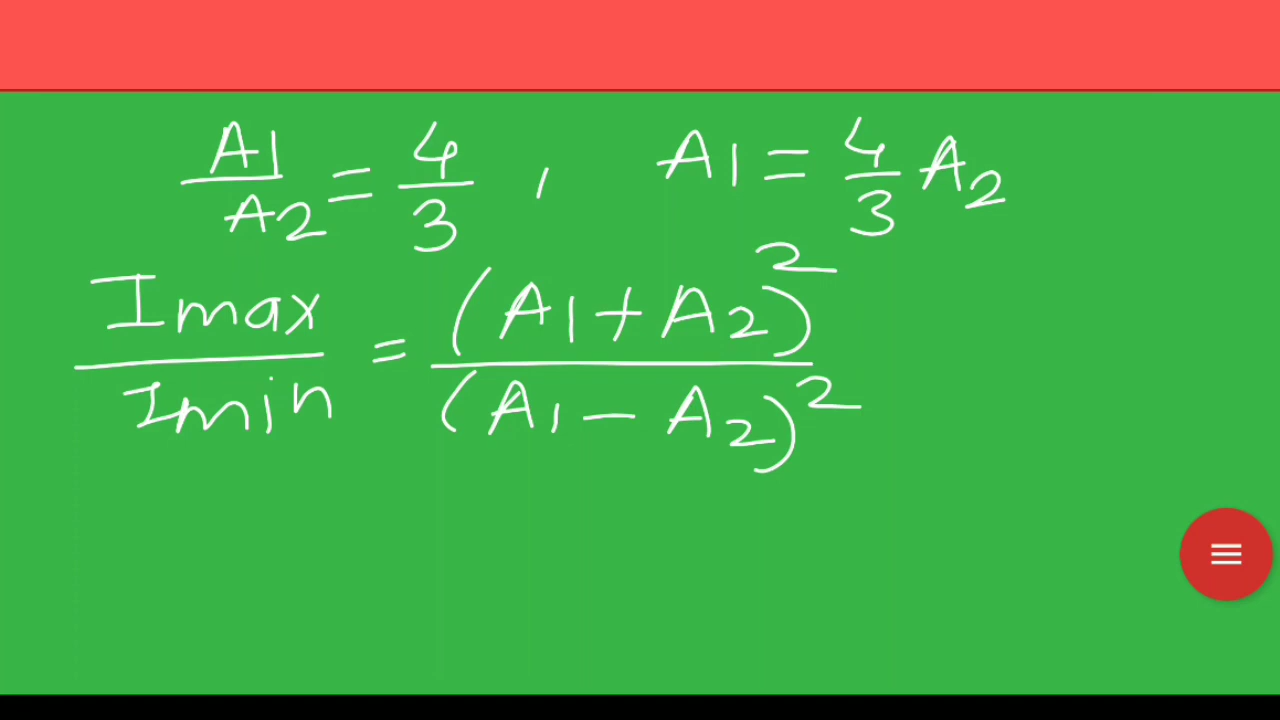 A1/A2 = 4/3 , A1 = 4/3 A2
Imax/Imin = (A1 + A2)²/(A1 - A2)²